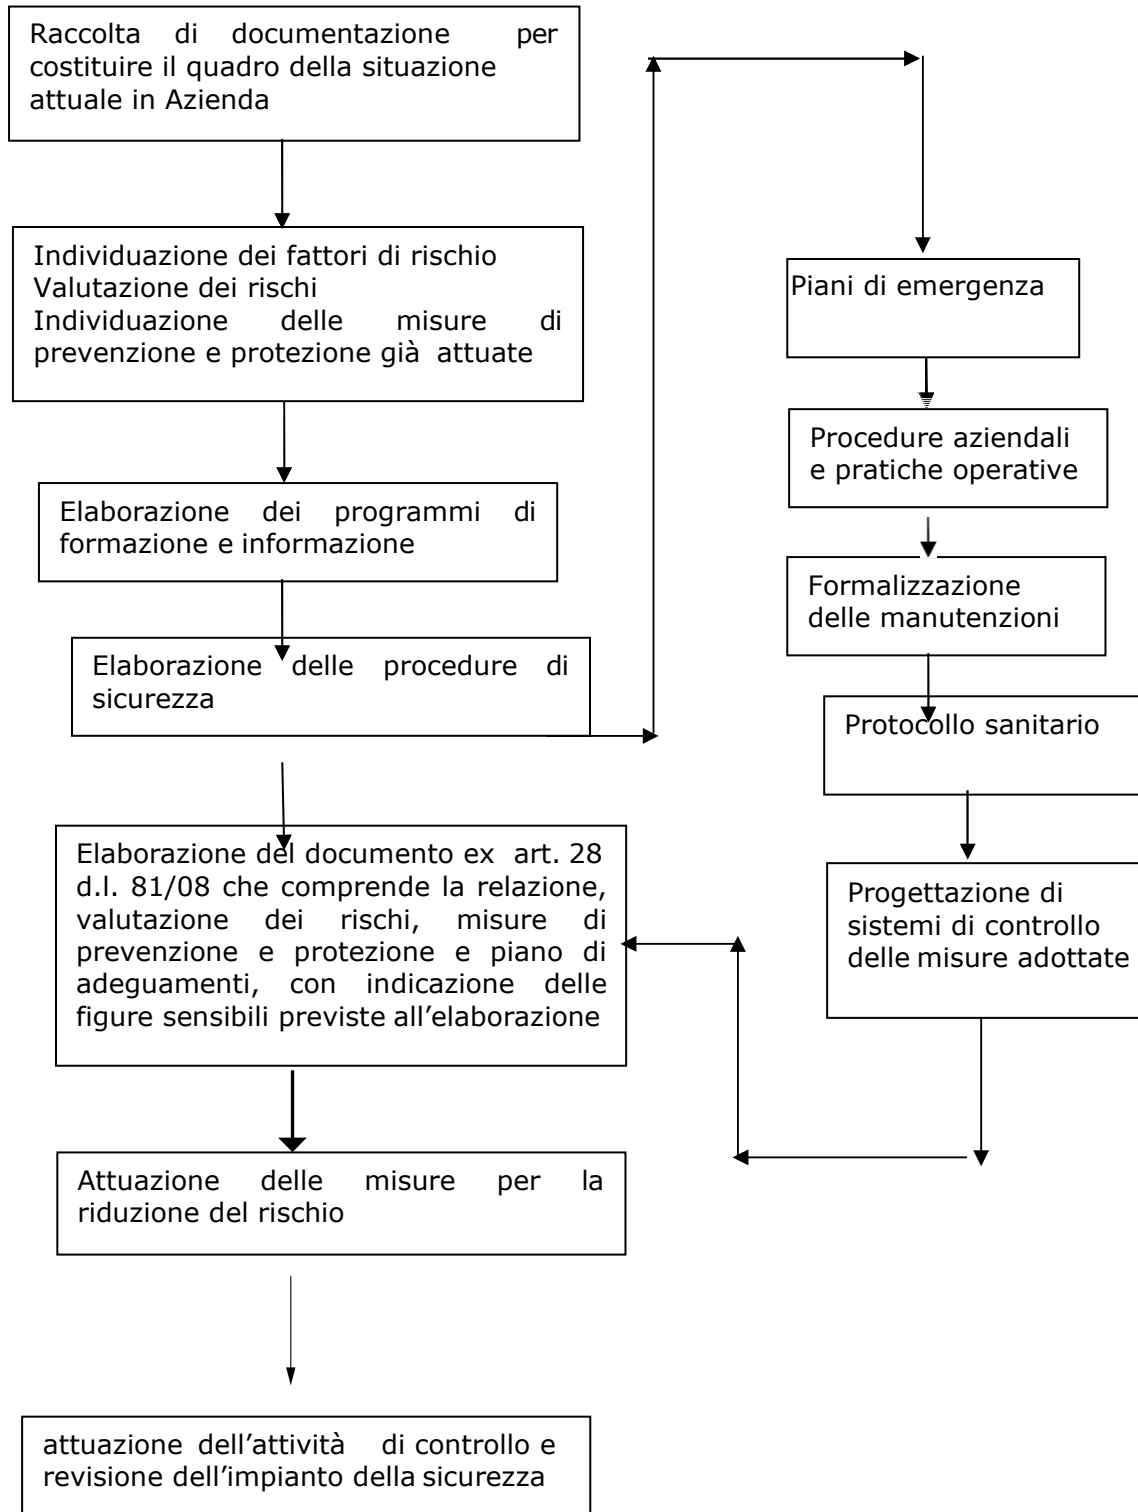 Raccolta di documentazione per
costituire il quadro della situazione
attuale in Azienda
Individuazione dei fattori di rischio
Valutazione dei rischi
Individuazione delle misure di
prevenzione e protezione già attuate
Elaborazione dei programmi di
formazione e informazione
Elaborazione delle procedure di
sicurezza
Elaborazione del documento ex art. 28
d.l. 81/08 che comprende la relazione,
valutazione dei rischi, misure di
prevenzione e protezione e piano di
adeguamenti, con indicazione delle
figure sensibili previste all'elaborazione
Attuazione delle misure per la
riduzione del rischio
attuazione dell'attività di controllo e
revisione dell'impianto della sicurezza
Piani di emergenza
Procedure aziendali
e pratiche operative
Formalizzazione
delle manutenzioni
Protocollo sanitario
Progettazione di
sistemi di controllo
delle misure adottate